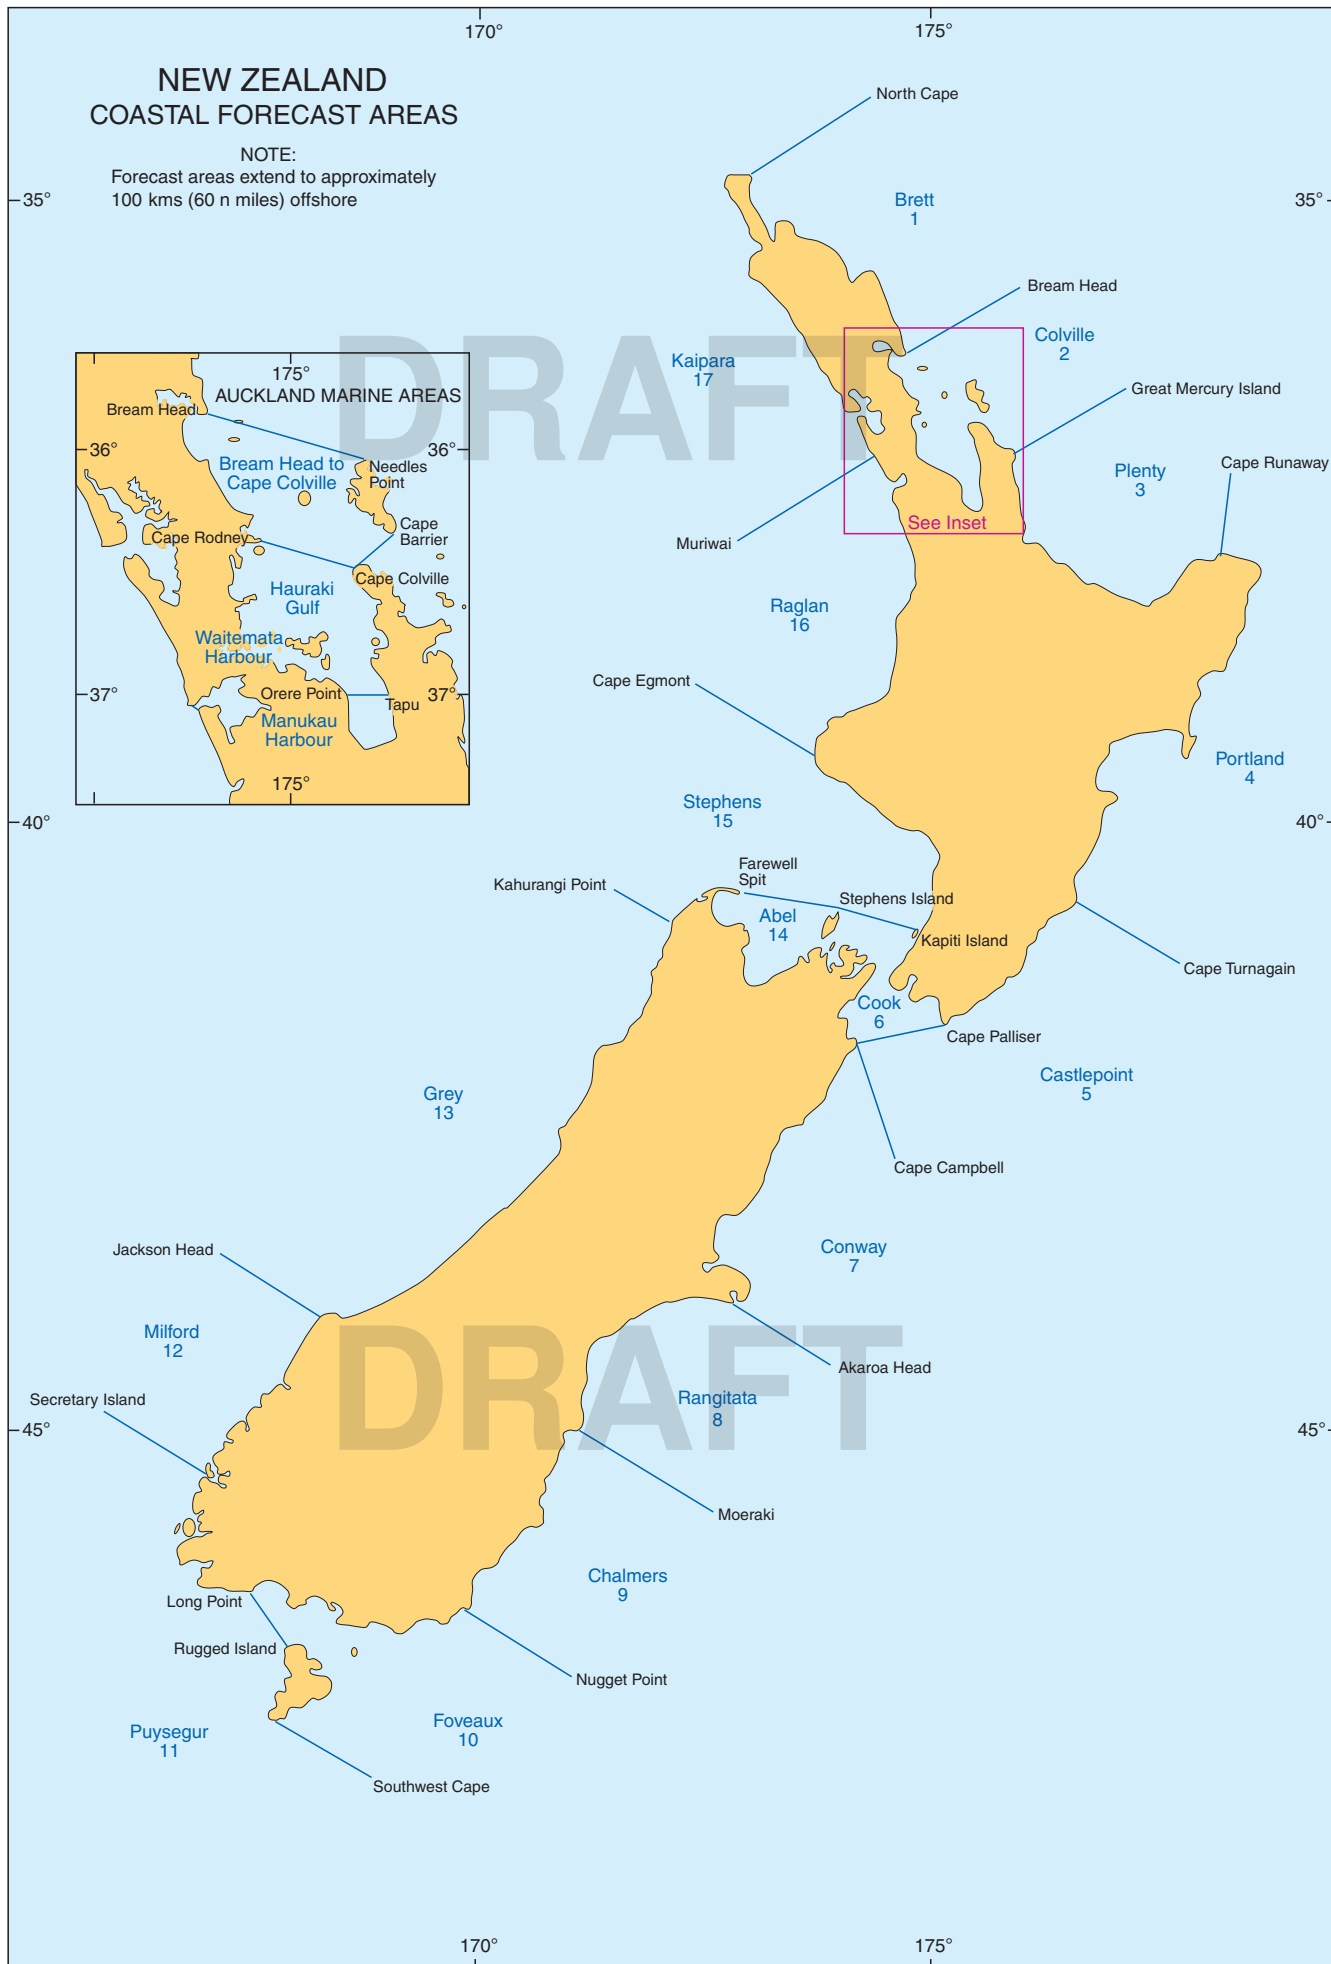 170°
175°
NEW ZEALAND
COASTAL FORECAST AREAS
NOTE:
Forecast areas extend to approximately
100 kms (60 n miles) offshore
North Cape
35°
35°
Brett
1
Bream Head
DRAFT
Colville
2
Kaipara
17
Great Mercury Island
Plenty
3
Cape Runaway
See Inset
Muriwai
175°
AUCKLAND MARINE AREAS
Bream Head
36°
36°
Bream Head to
Cape Colville
Needles
Point
Cape
Barrier
Cape Rodney
Cape Colville
Hauraki
Gulf
Waitemata
Harbour
Orere Point
37°
37°
Tapu
Manukau
Harbour
175°
Raglan
16
Cape Egmont
Portland
4
Stephens
15
40°
40°
Farewell
Spit
Kahurangi Point
Stephens Island
Abel
14
Kapiti Island
Cape Turnagain
Cook
6
Cape Palliser
Castlepoint
5
Grey
13
Cape Campbell
Jackson Head
Conway
7
Milford
12
DRAFT
Akaroa Head
Secretary Island
Rangitata
8
45°
45°
Moeraki
Chalmers
9
Long Point
Rugged Island
Nugget Point
Puysegur
11
Foveaux
10
Southwest Cape
170°
175°